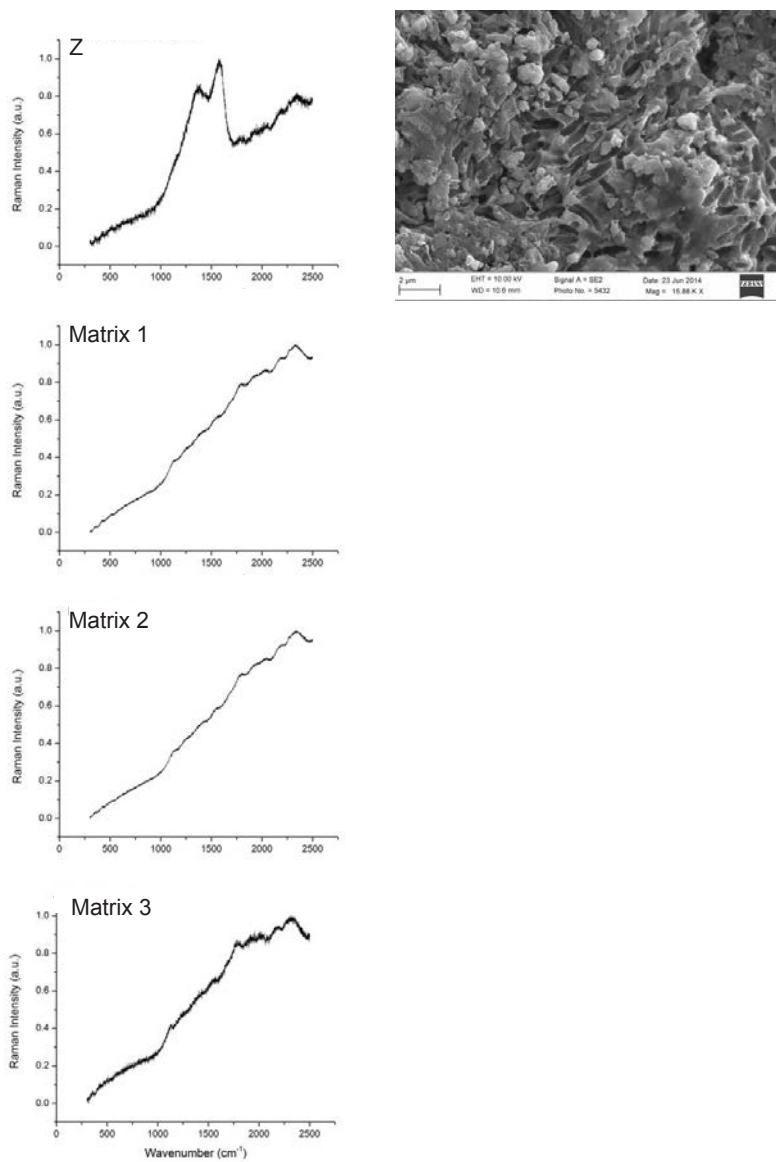 Z
Raman Intensity (a.u.)
1.0
0.8
0.6
0.4
0.2
0.0
0 500 1000 1500 2000 2500
2 µm
EHT = 10.00 kV
WD = 10.6 mm
Signal A = SE2
Photo No. = 5432
Date: 23 Jun 2014
Mag = 15.88 K X
ZEISS
Matrix 1
Raman Intensity (a.u.)
1.0
0.8
0.6
0.4
0.2
0.0
0 500 1000 1500 2000 2500
Matrix 2
Raman Intensity (a.u.)
1.0
0.8
0.6
0.4
0.2
0.0
0 500 1000 1500 2000 2500
Matrix 3
Raman Intensity (a.u.)
1.0
0.8
0.6
0.4
0.2
0.0
0 500 1000 1500 2000 2500
Wavenumber (cm⁻¹)